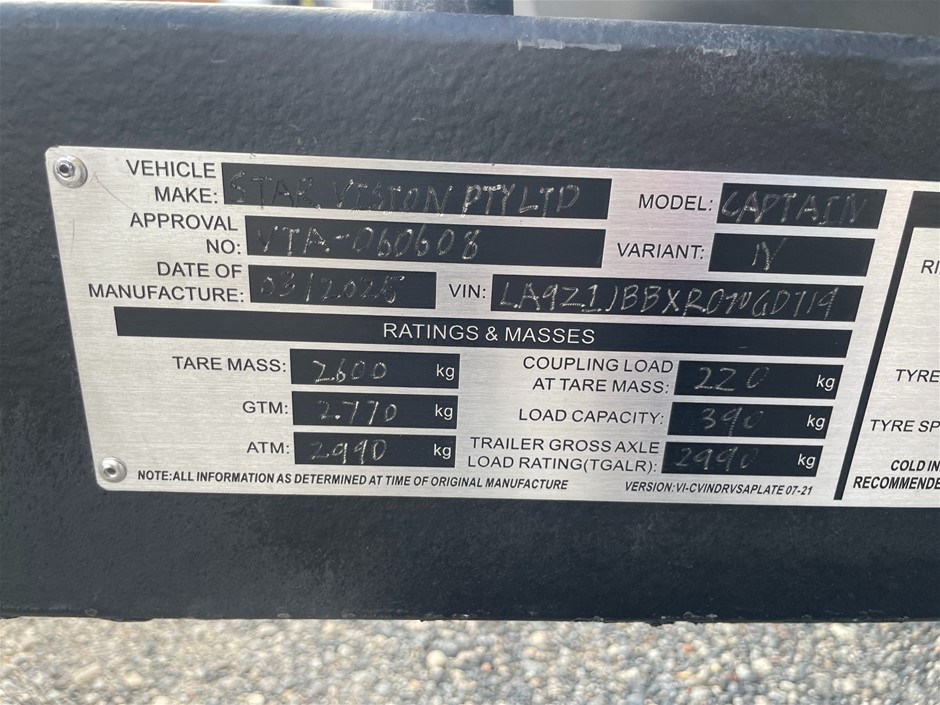 VEHICLE MAKE: STAR VISION PTY LTD MODEL: CAPTAIN
APPROVAL NO: VTA-060608 VARIANT: IV
DATE OF MANUFACTURE: 03/2025 VIN:
RATINGS & MASSES
TARE MASS: 2600 kg COUPLING LOAD AT TARE MASS: 220 kg
GTM: 2.770 kg LOAD CAPACITY: 390 kg
ATM: 2990 kg TRAILER GROSS AXLE LOAD RATING(TGALR): 2990 kg
NOTE:ALL INFORMATION AS DETERMINED AT TIME OF ORIGINAL MANUFACTURE VERSION:VI-CVINDRVSAPLATE 07-21
RI
TYRE
TYRE SP
COLD IN
RECOMMENDE